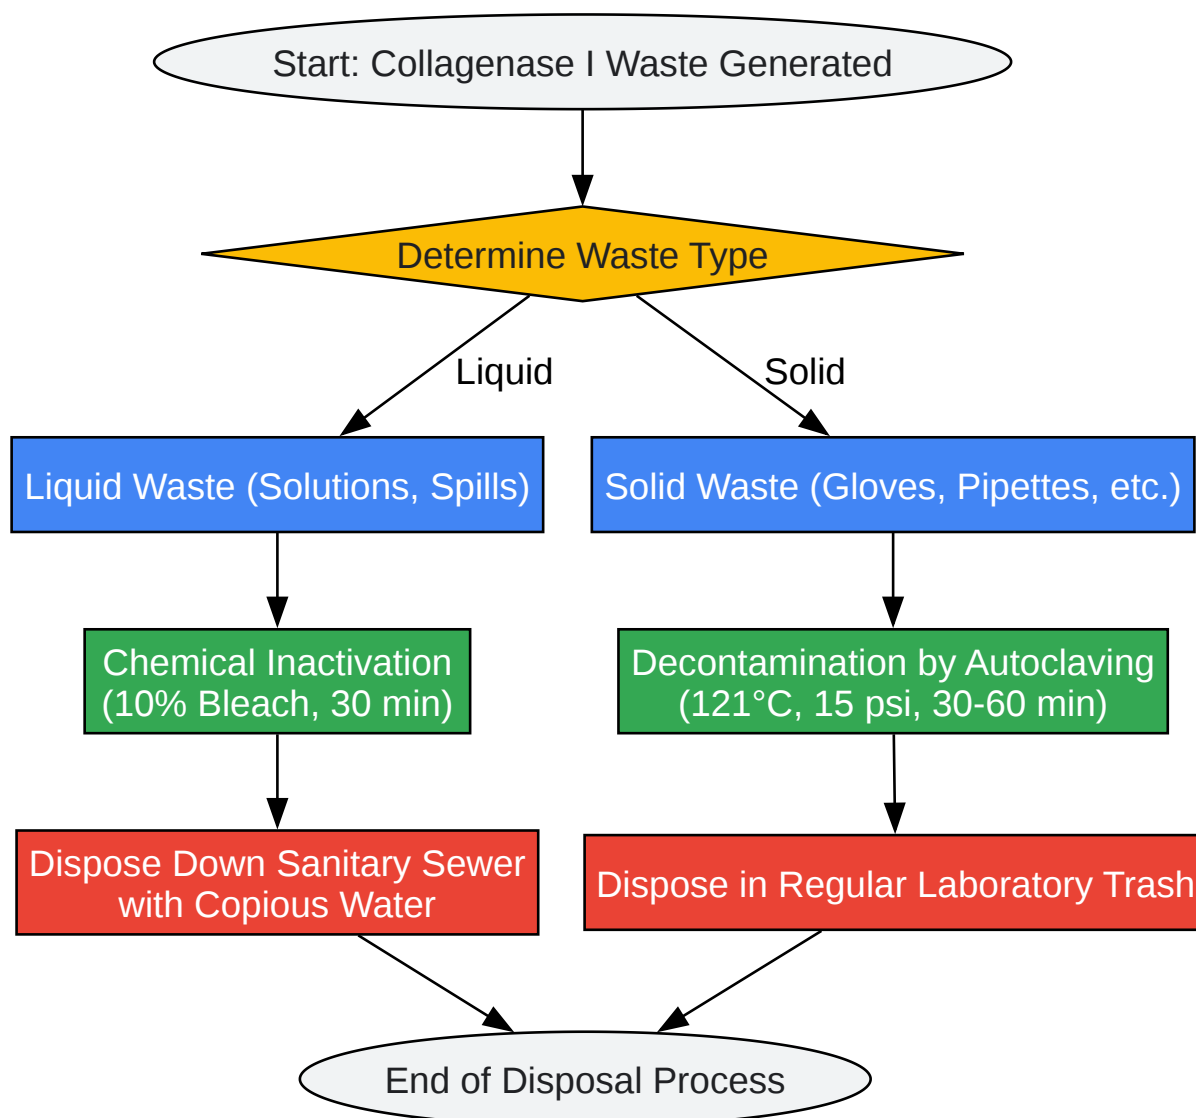 Start: Collagenase I Waste Generated
Determine Waste Type
Liquid
Solid
Liquid Waste (Solutions, Spills)
Solid Waste (Gloves, Pipettes, etc.)
Chemical Inactivation
(10% Bleach, 30 min)
Decontamination by Autoclaving
(121°C, 15 psi, 30-60 min)
Dispose Down Sanitary Sewer
with Copious Water
Dispose in Regular Laboratory Trash
End of Disposal Process